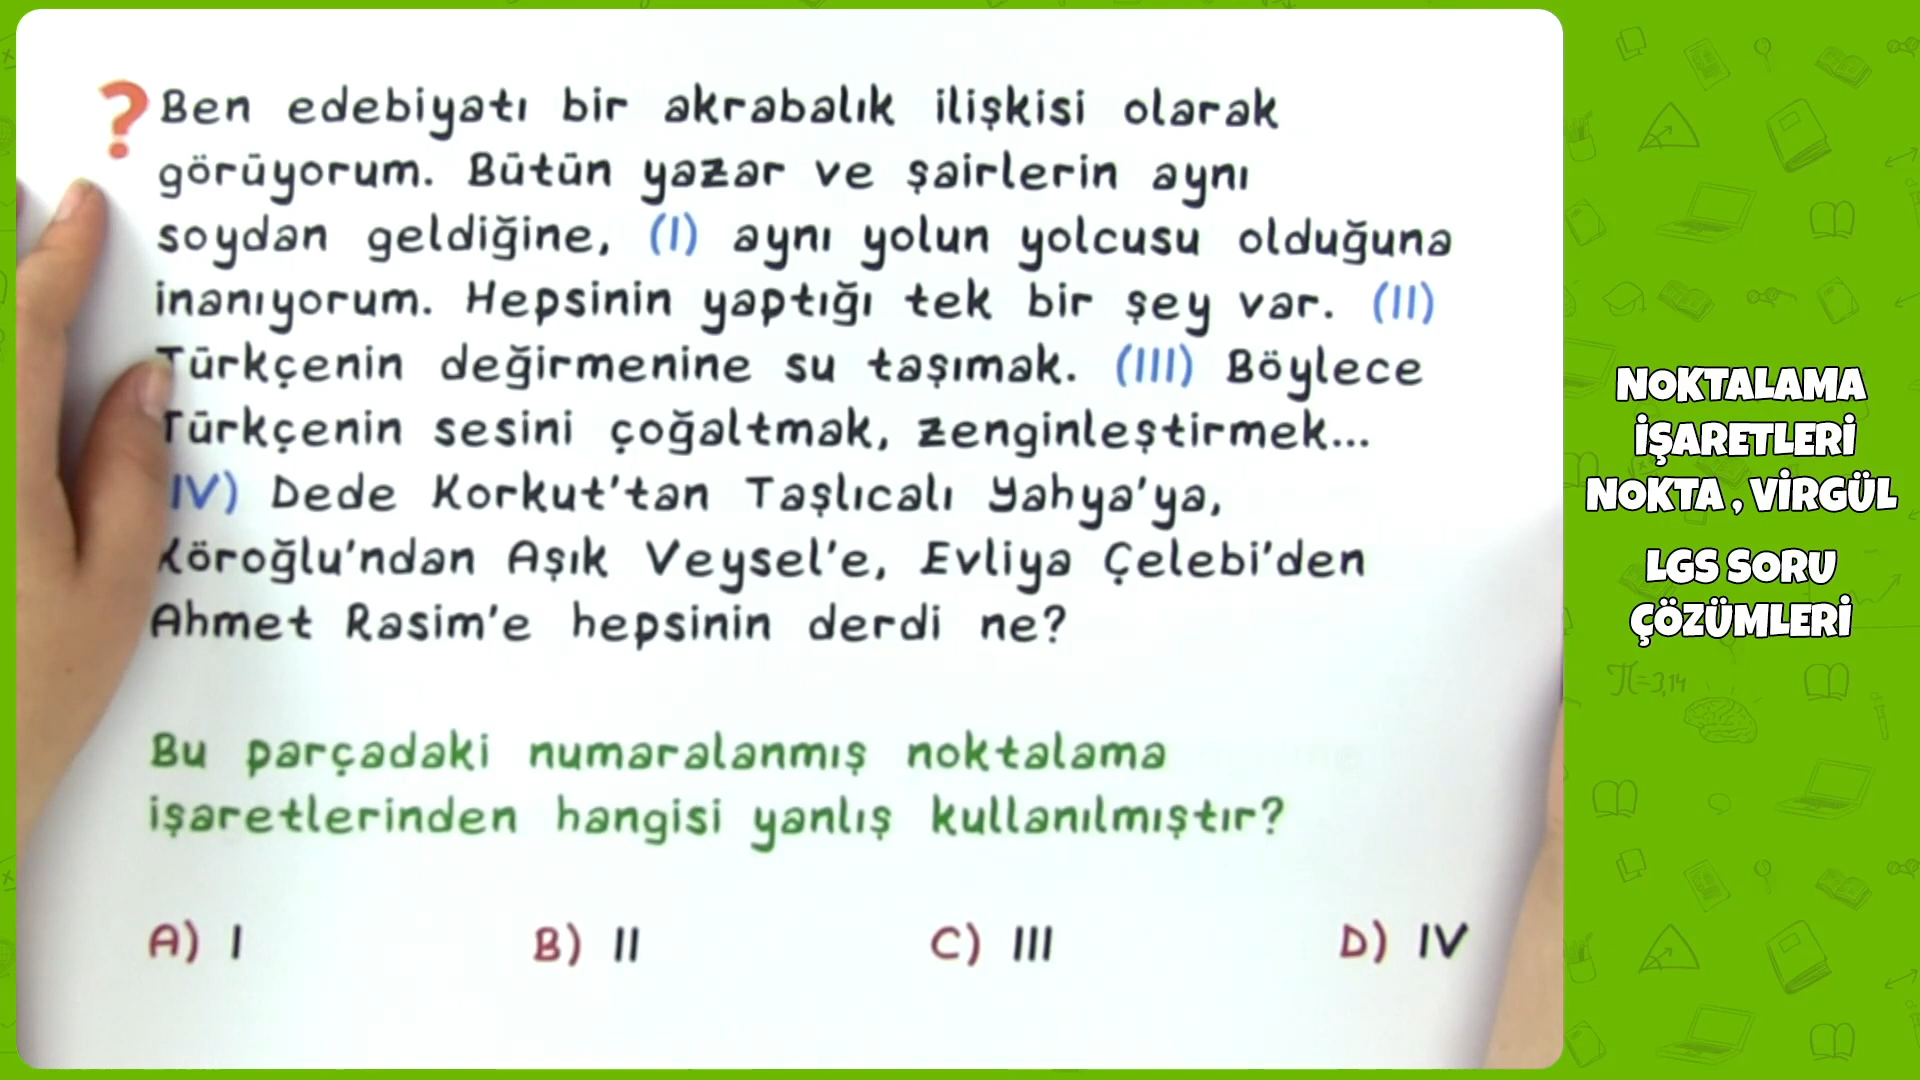 ? Ben edebiyatı bir akrabalık ilişkisi olarak
görüyorum. Bütün yazar ve şairlerin aynı
soydan geldiğine, (I) aynı yolun yolcusu olduğuna
inanıyorum. Hepsinin yaptığı tek bir şey var. (II)
Türkçenin değirmenine su taşımak. (III) Böylece
Türkçenin sesini çoğaltmak, zenginleştirmek...
IV) Dede Korkut'tan Taşlıcalı Yahya'ya,
Köroğlu'ndan Aşık Veysel'e, Evliya Çelebi'den
Ahmet Rasim'e hepsinin derdi ne?
Bu parçadaki numaralanmış noktalama
işaretlerinden hangisi yanlış kullanılmıştır?
A) I B) II C) III D) IV
NOKTALAMA
İŞARETLERİ
NOKTA , VİRGÜL
LGS SORU
ÇÖZÜMLERİ
π=3,14